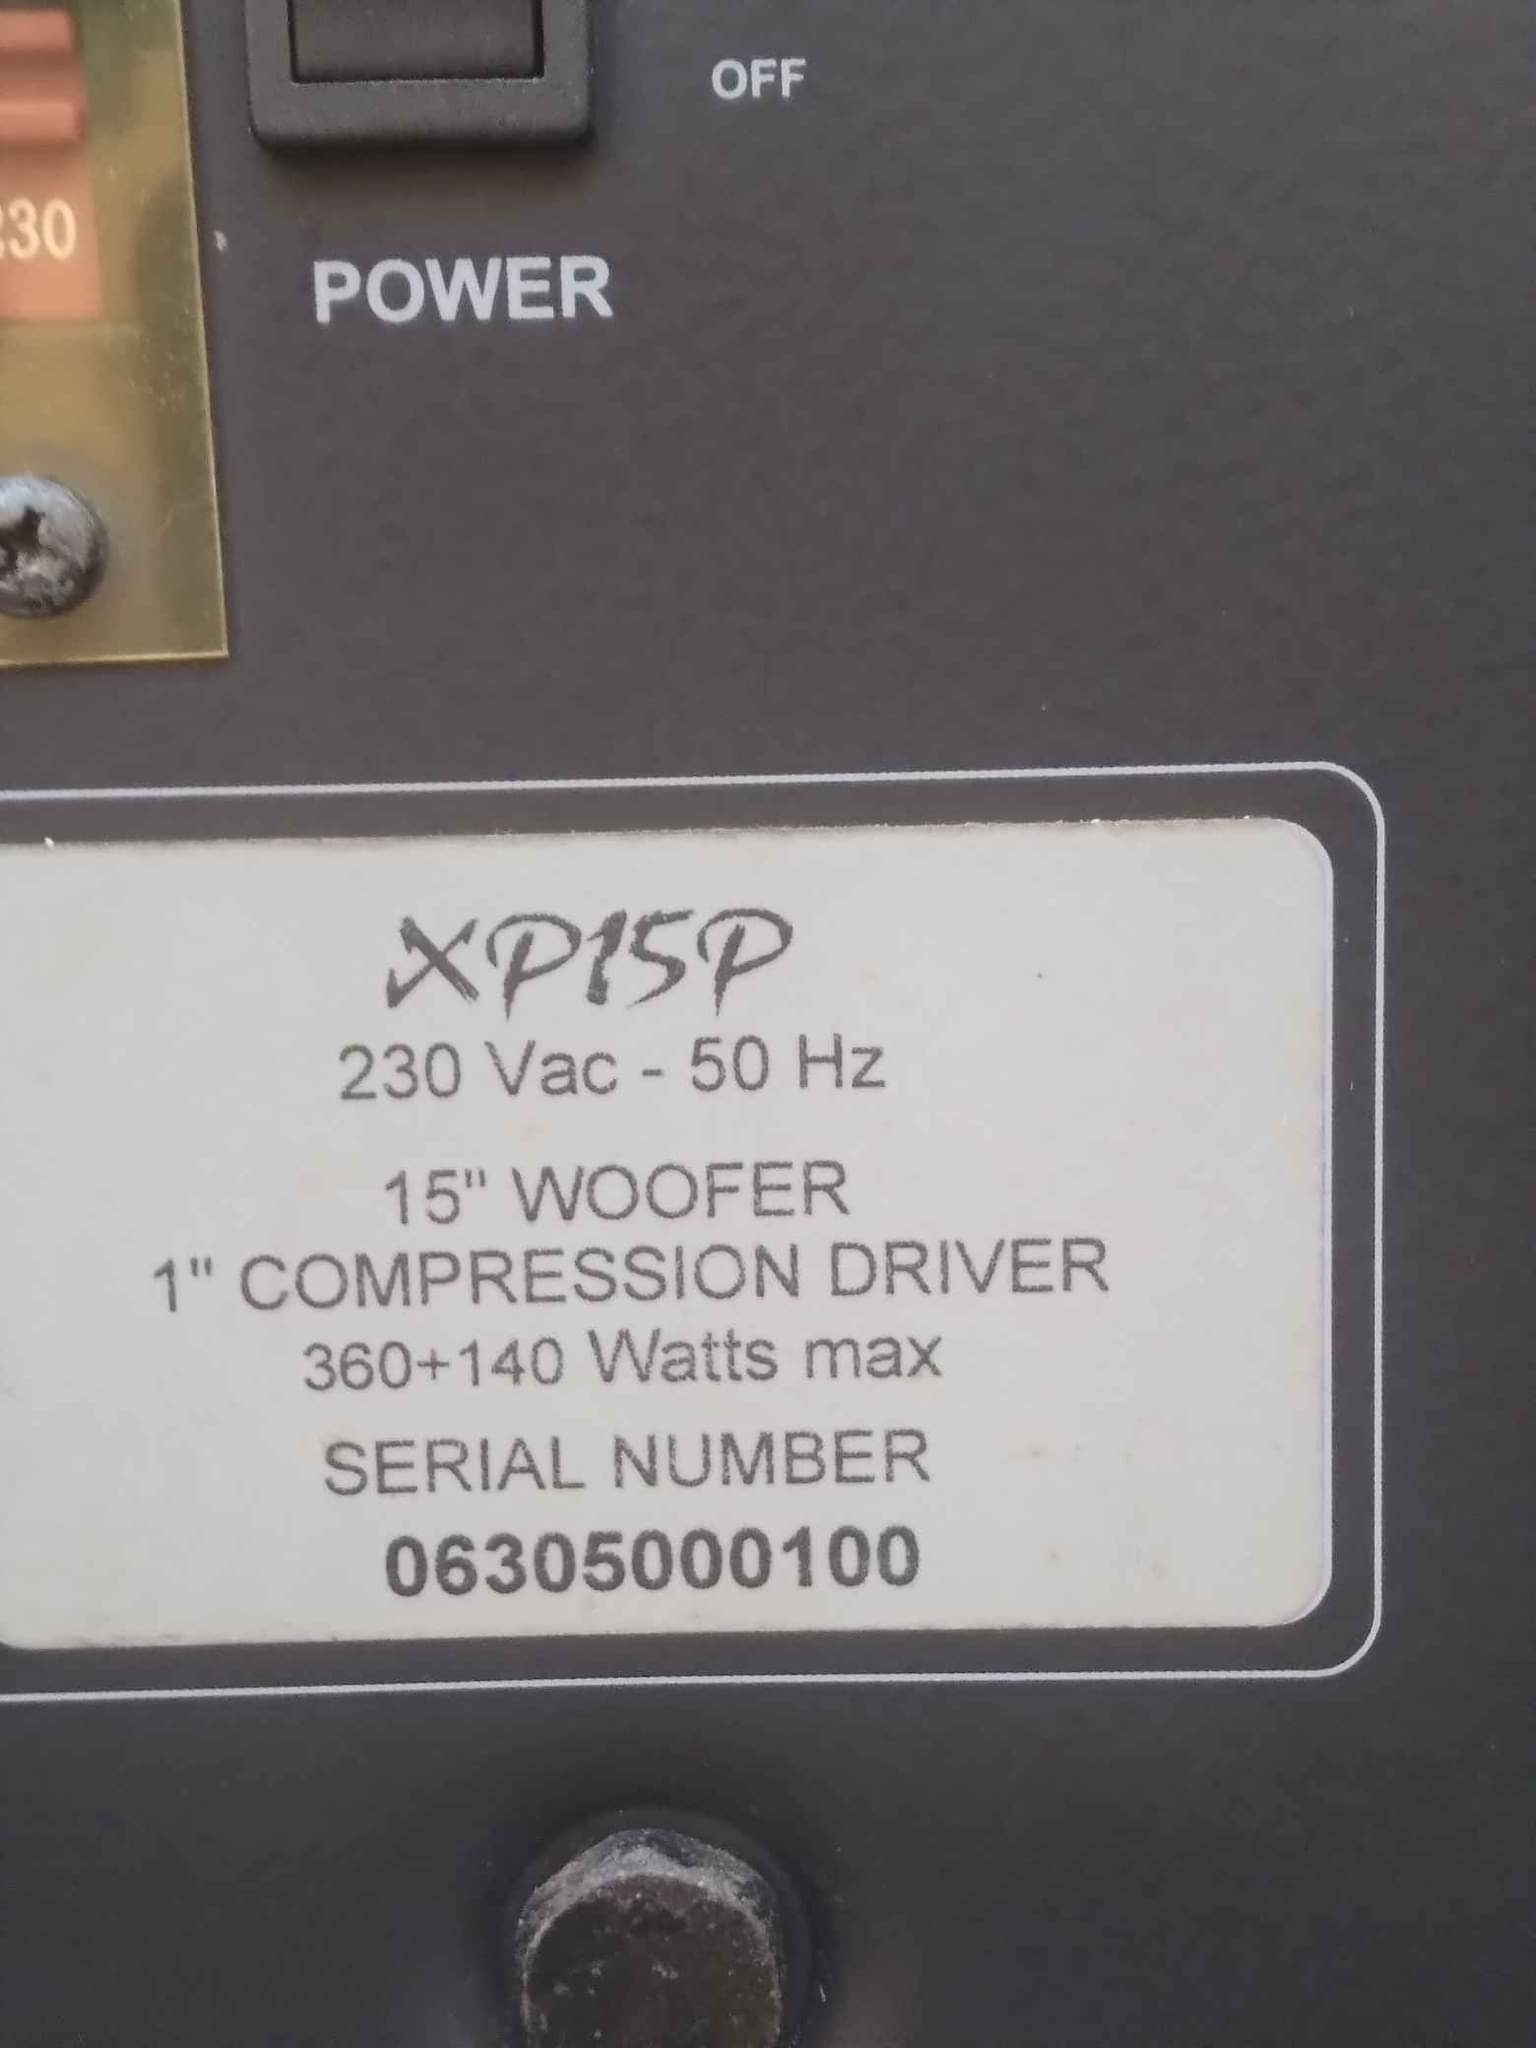 OFF
230
POWER
XP15P
230 Vac - 50 Hz
15" WOOFER
1" COMPRESSION DRIVER
360+140 Watts max
SERIAL NUMBER
06305000100